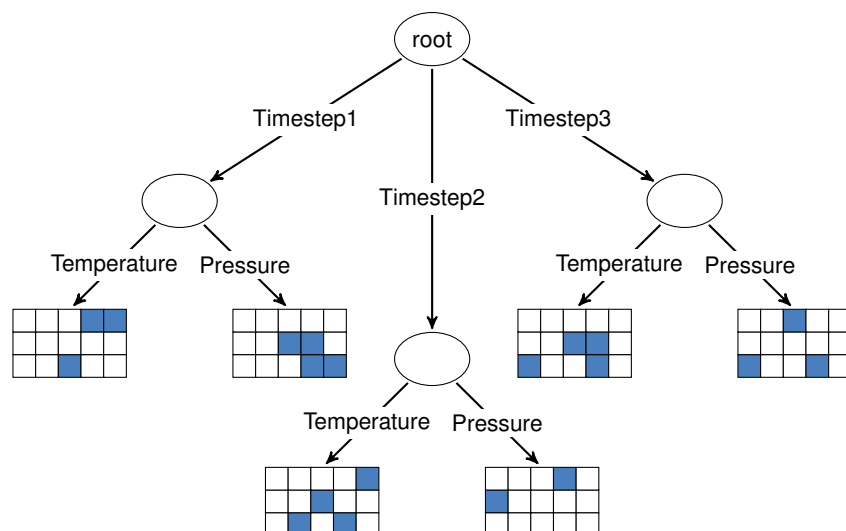 root
Timestep1
Timestep3
Timestep2
Temperature
Pressure
Temperature
Pressure
Temperature
Pressure